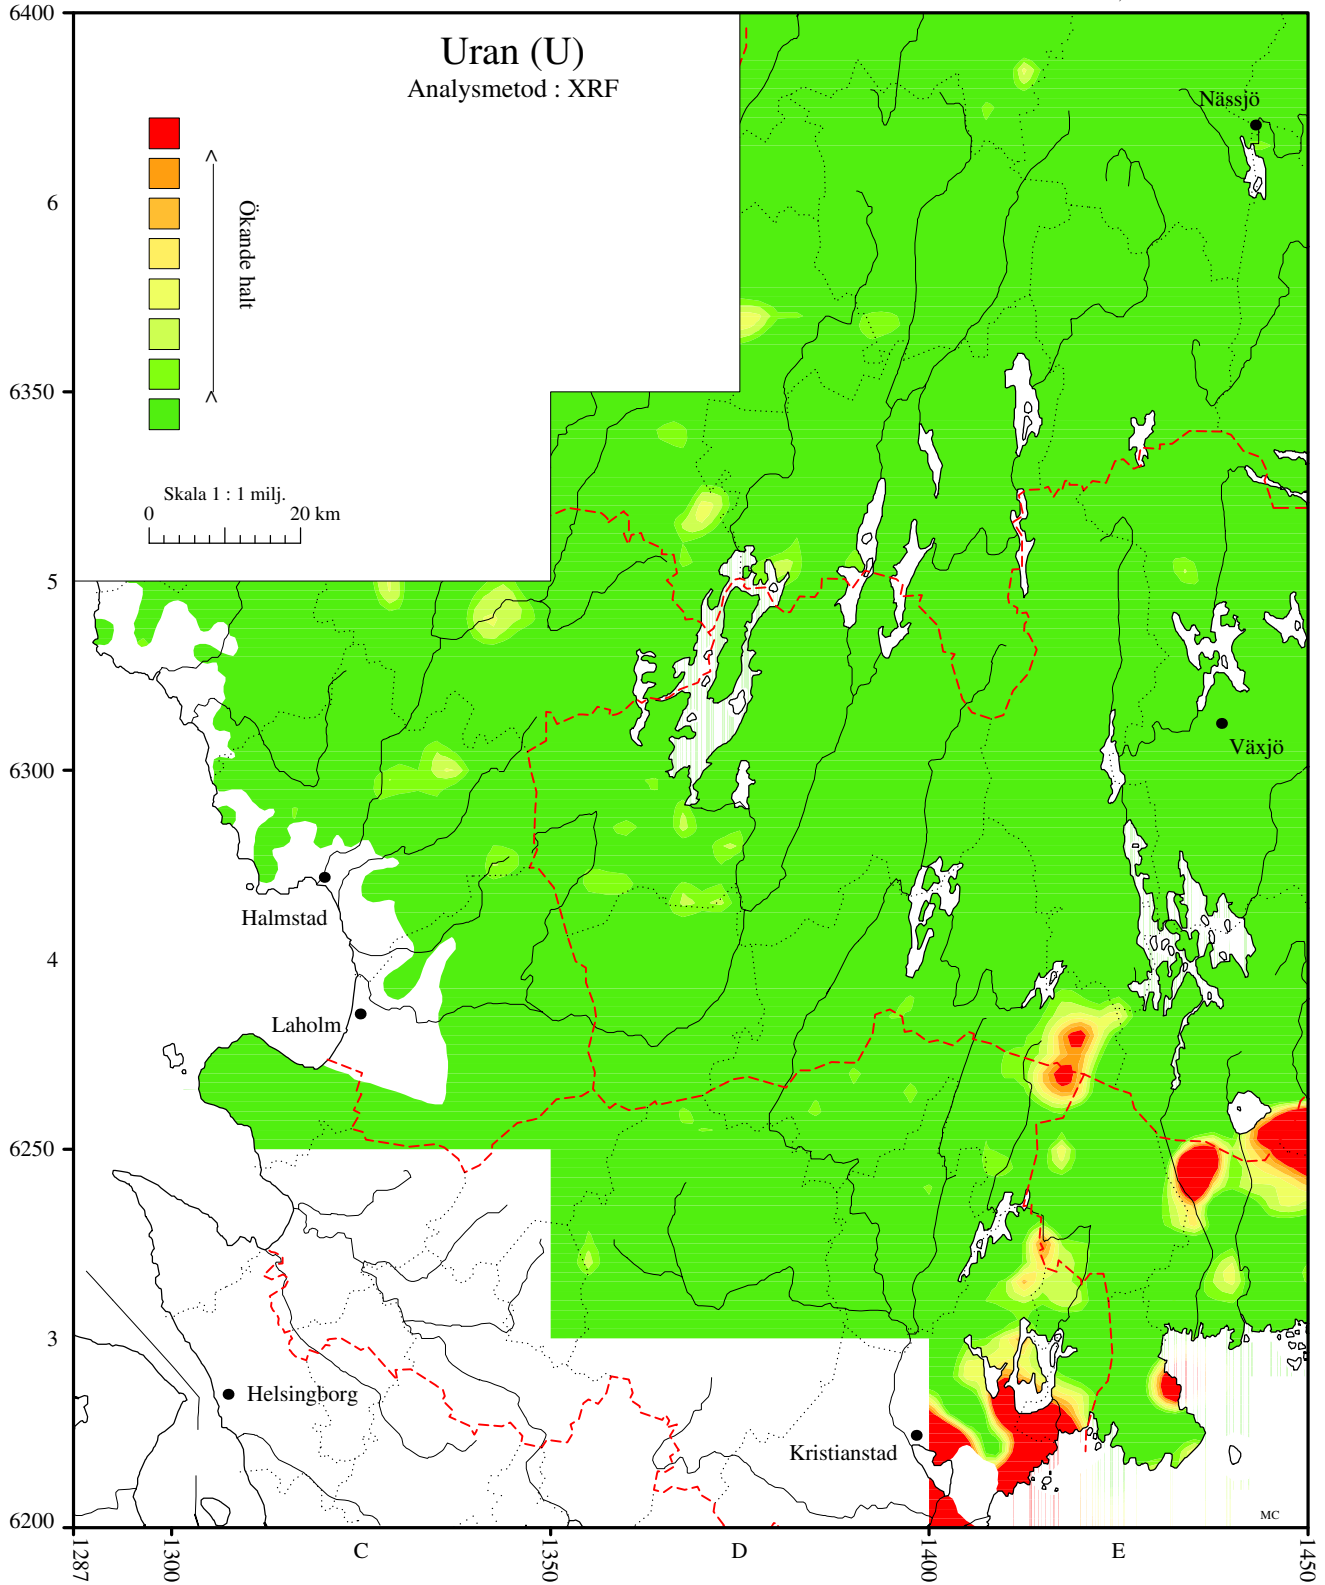 6400
Uran (U)
Analysmetod : XRF
Nässjö
6
Ökande halt
6350
Skala 1 : 1 milj.
0 20 km
5
Växjö
6300
Halmstad
4
Laholm
6250
3
Helsingborg
Kristianstad
MC
6200
1287
1300
C
1350
D
1400
E
1450